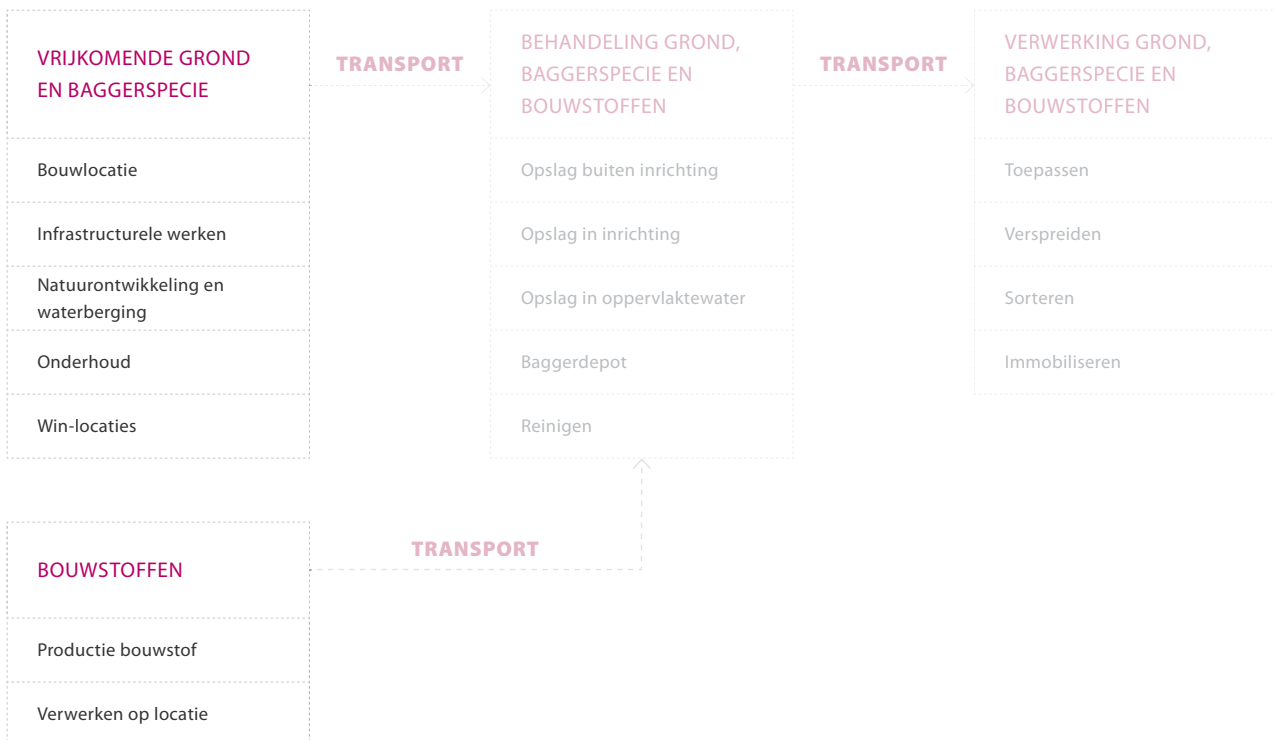 VRIJKOMENDE GROND
EN BAGGERSPECIE
Bouwlocatie
Infrastructurele werken
Natuurontwikkeling en
waterberging
Onderhoud
Win-locaties
TRANSPORT
BEHANDELING GROND,
BAGGERSPECIE EN
BOUWSTOFFEN
Opslag buiten inrichting
Opslag in inrichting
Opslag in oppervlaktewater
Baggerdepot
Reinigen
TRANSPORT
VERWERKING GROND,
BAGGERSPECIE EN
BOUWSTOFFEN
Toepassen
Verspreiden
Sorteren
Immobiliseren
BOUWSTOFFEN
Productie bouwstof
Verwerken op locatie
TRANSPORT